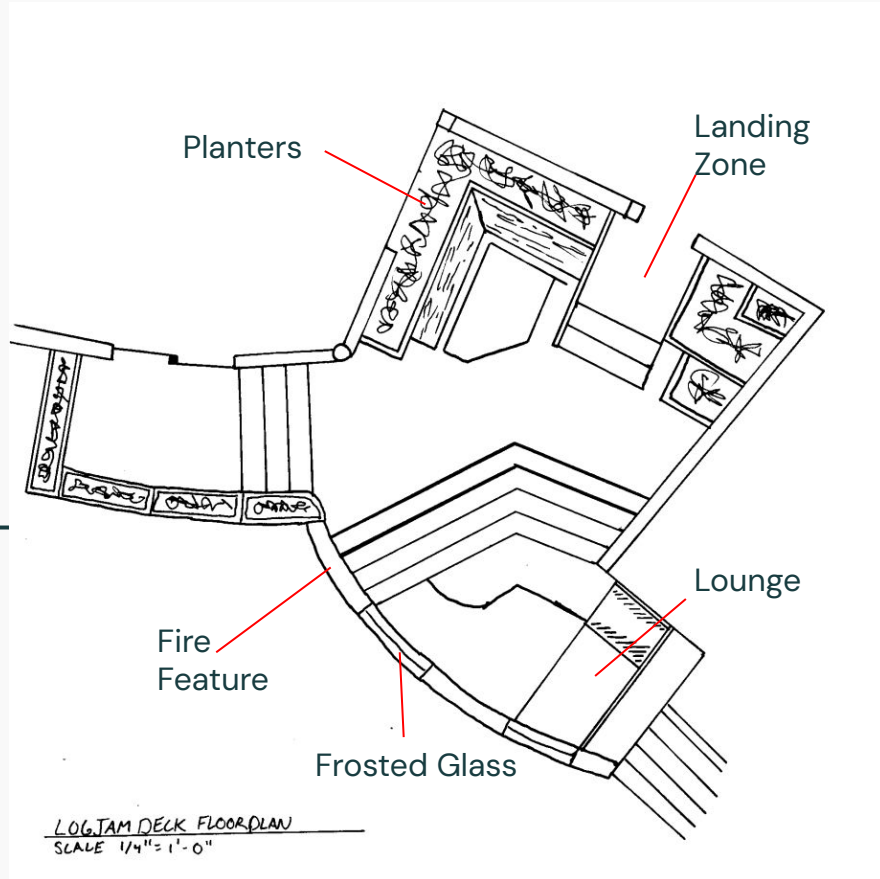 Landing
Zone
Planters
Lounge
Fire
Feature
Frosted Glass
LOGJAM DECK FLOORPLAN
SCALE 1/4"= 1'-0"